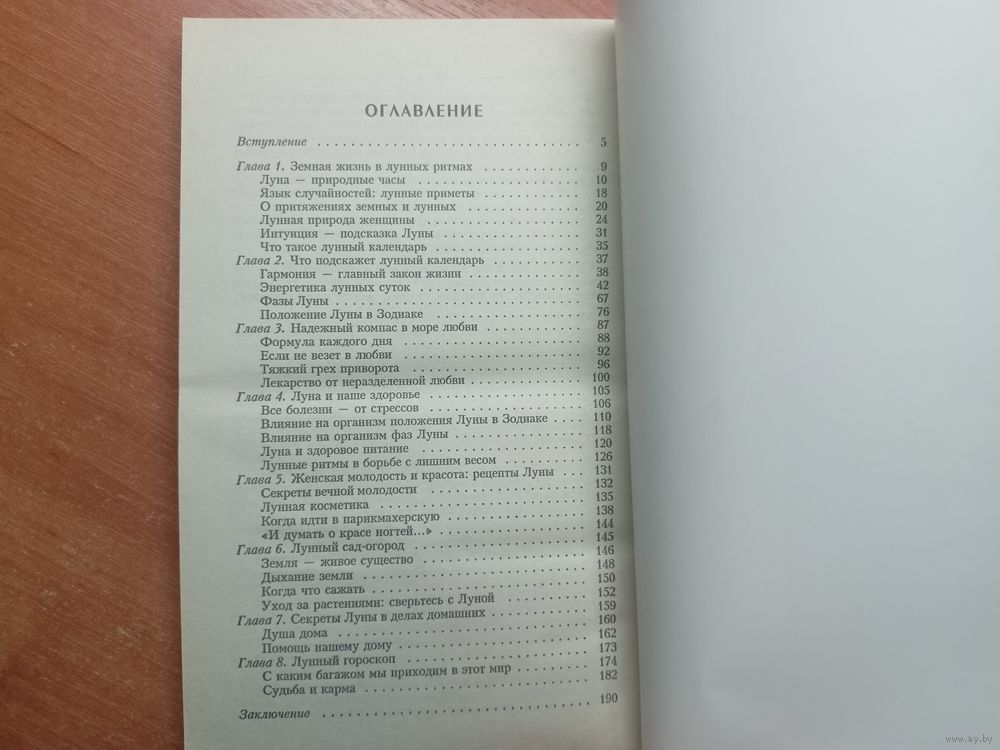 ОГЛАВЛЕНИЕ
Вступление . . . . . 5
Глава 1. Земная жизнь в лунных ритмах . . . . . 9
Луна — природные часы . . . . . 10
Язык случайностей: лунные приметы . . . . . 18
О притяжениях земных и лунных . . . . . 20
Лунная природа женщины . . . . . 24
Интуиция — подсказка Луны . . . . . 31
Что такое лунный календарь . . . . . 35
Глава 2. Что подскажет лунный календарь . . . . . 37
Гармония — главный закон жизни . . . . . 38
Энергетика лунных суток . . . . . 42
Фазы Луны . . . . . 67
Положение Луны в Зодиаке . . . . . 76
Глава 3. Надежный компас в море любви . . . . . 87
Формула каждого дня . . . . . 88
Если не везет в любви . . . . . 92
Тяжкий грех приворота . . . . . 96
Лекарство от неразделенной любви . . . . . 100
Глава 4. Луна и наше здоровье . . . . . 105
Все болезни — от стрессов . . . . . 106
Влияние на организм положения Луны в Зодиаке . . . . . 110
Влияние на организм фаз Луны . . . . . 118
Луна и здоровое питание . . . . . 120
Лунные ритмы в борьбе с лишним весом . . . . . 126
Глава 5. Женская молодость и красота: рецепты Луны . . . . . 131
Секреты вечной молодости . . . . . 132
Лунная косметика . . . . . 135
Когда идти в парикмахерскую . . . . . 138
«И думать о красе ногтей...» . . . . . 144
Глава 6. Лунный сад-огород . . . . . 145
Земля — живое существо . . . . . 146
Дыхание земли . . . . . 148
Когда что сажать . . . . . 150
Уход за растениями: сверьтесь с Луной . . . . . 152
Глава 7. Секреты Луны в делах домашних . . . . . 159
Душа дома . . . . . 160
Помощь нашему дому . . . . . 162
Глава 8. Лунный гороскоп . . . . . 173
С каким багажом мы приходим в этот мир . . . . . 174
Судьба и карма . . . . . 182
Заключение . . . . . 190
www.ay.by